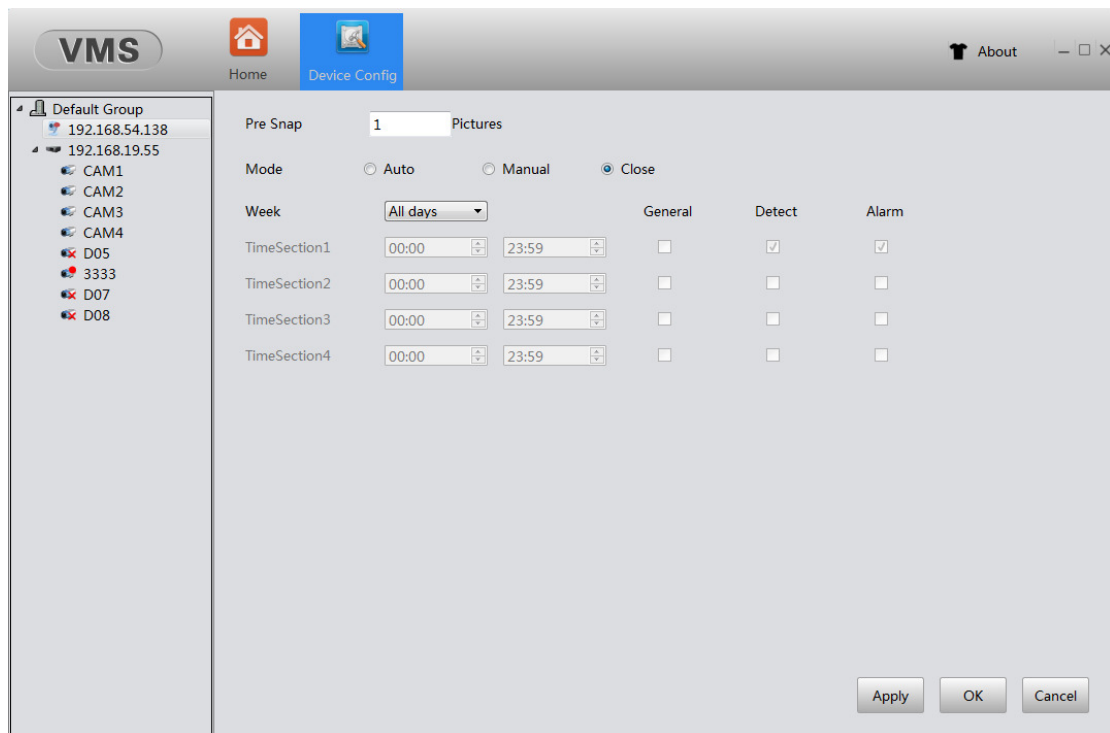 VMS
Home
Device Config
About
Default Group
192.168.54.138
192.168.19.55
CAM1
CAM2
CAM3
CAM4
D05
3333
D07
D08
Pre Snap 1 Pictures
Mode Auto Manual Close
Week All days General Detect Alarm
TimeSection1 00:00 23:59
TimeSection2 00:00 23:59
TimeSection3 00:00 23:59
TimeSection4 00:00 23:59
Apply OK Cancel